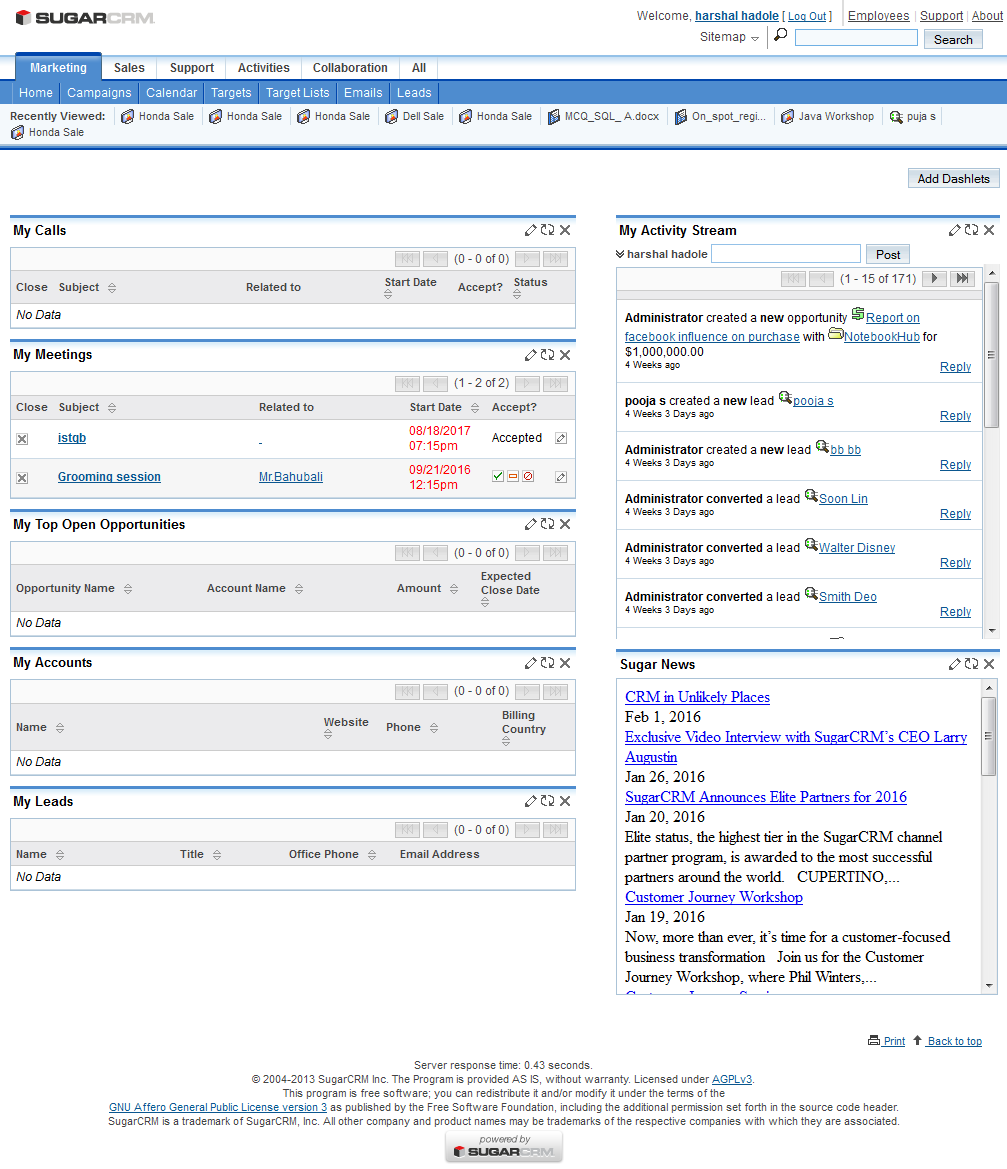 SUGARCRM
Welcome, harshal hadole [ Log Out ] Employees Support About
Sitemap Search
Marketing Sales Support Activities Collaboration All
Home Campaigns Calendar Targets Target Lists Emails Leads
Recently Viewed: Honda Sale Honda Sale Honda Sale Dell Sale Honda Sale MCQ_SQL_ A.docx On_spot_regi... Java Workshop puja s
Honda Sale
Add Dashlets
My Calls
(0 - 0 of 0)
Close Subject Related to Start Date Accept? Status
No Data
My Meetings
(1 - 2 of 2)
Close Subject Related to Start Date Accept?
istqb - 08/18/2017 Accepted
07:15pm
Grooming session Mr.Bahubali 09/21/2016
12:15pm
My Top Open Opportunities
(0 - 0 of 0)
Opportunity Name Account Name Amount Expected
Close Date
No Data
My Accounts
(0 - 0 of 0)
Name Website Phone Billing
Country
No Data
My Leads
(0 - 0 of 0)
Name Title Office Phone Email Address
No Data
My Activity Stream
harshal hadole Post
(1 - 15 of 171)
Administrator created a new opportunity Report on
facebook influence on purchase with NotebookHub for
$1,000,000.00
4 Weeks ago
Reply
pooja s created a new lead pooja s
4 Weeks 3 Days ago
Reply
Administrator created a new lead bb bb
4 Weeks 3 Days ago
Reply
Administrator converted a lead Soon Lin
4 Weeks 3 Days ago
Reply
Administrator converted a lead Walter Disney
4 Weeks 3 Days ago
Reply
Administrator converted a lead Smith Deo
4 Weeks 3 Days ago
Reply
Sugar News
CRM in Unlikely Places
Feb 1, 2016
Exclusive Video Interview with SugarCRM’s CEO Larry
Augustin
Jan 26, 2016
SugarCRM Announces Elite Partners for 2016
Jan 20, 2016
Elite status, the highest tier in the SugarCRM channel
partner program, is awarded to the most successful
partners around the world. CUPERTINO,...
Customer Journey Workshop
Jan 19, 2016
Now, more than ever, it’s time for a customer-focused
business transformation Join us for the Customer
Journey Workshop, where Phil Winters,...
Print Back to top
Server response time: 0.43 seconds.
© 2004-2013 SugarCRM Inc. The Program is provided AS IS, without warranty. Licensed under AGPLv3.
This program is free software; you can redistribute it and/or modify it under the terms of the
GNU Affero General Public License version 3 as published by the Free Software Foundation, including the additional permission set forth in the source code header.
SugarCRM is a trademark of SugarCRM, Inc. All other company and product names may be trademarks of the respective companies with which they are associated.
powered by
SUGARCRM